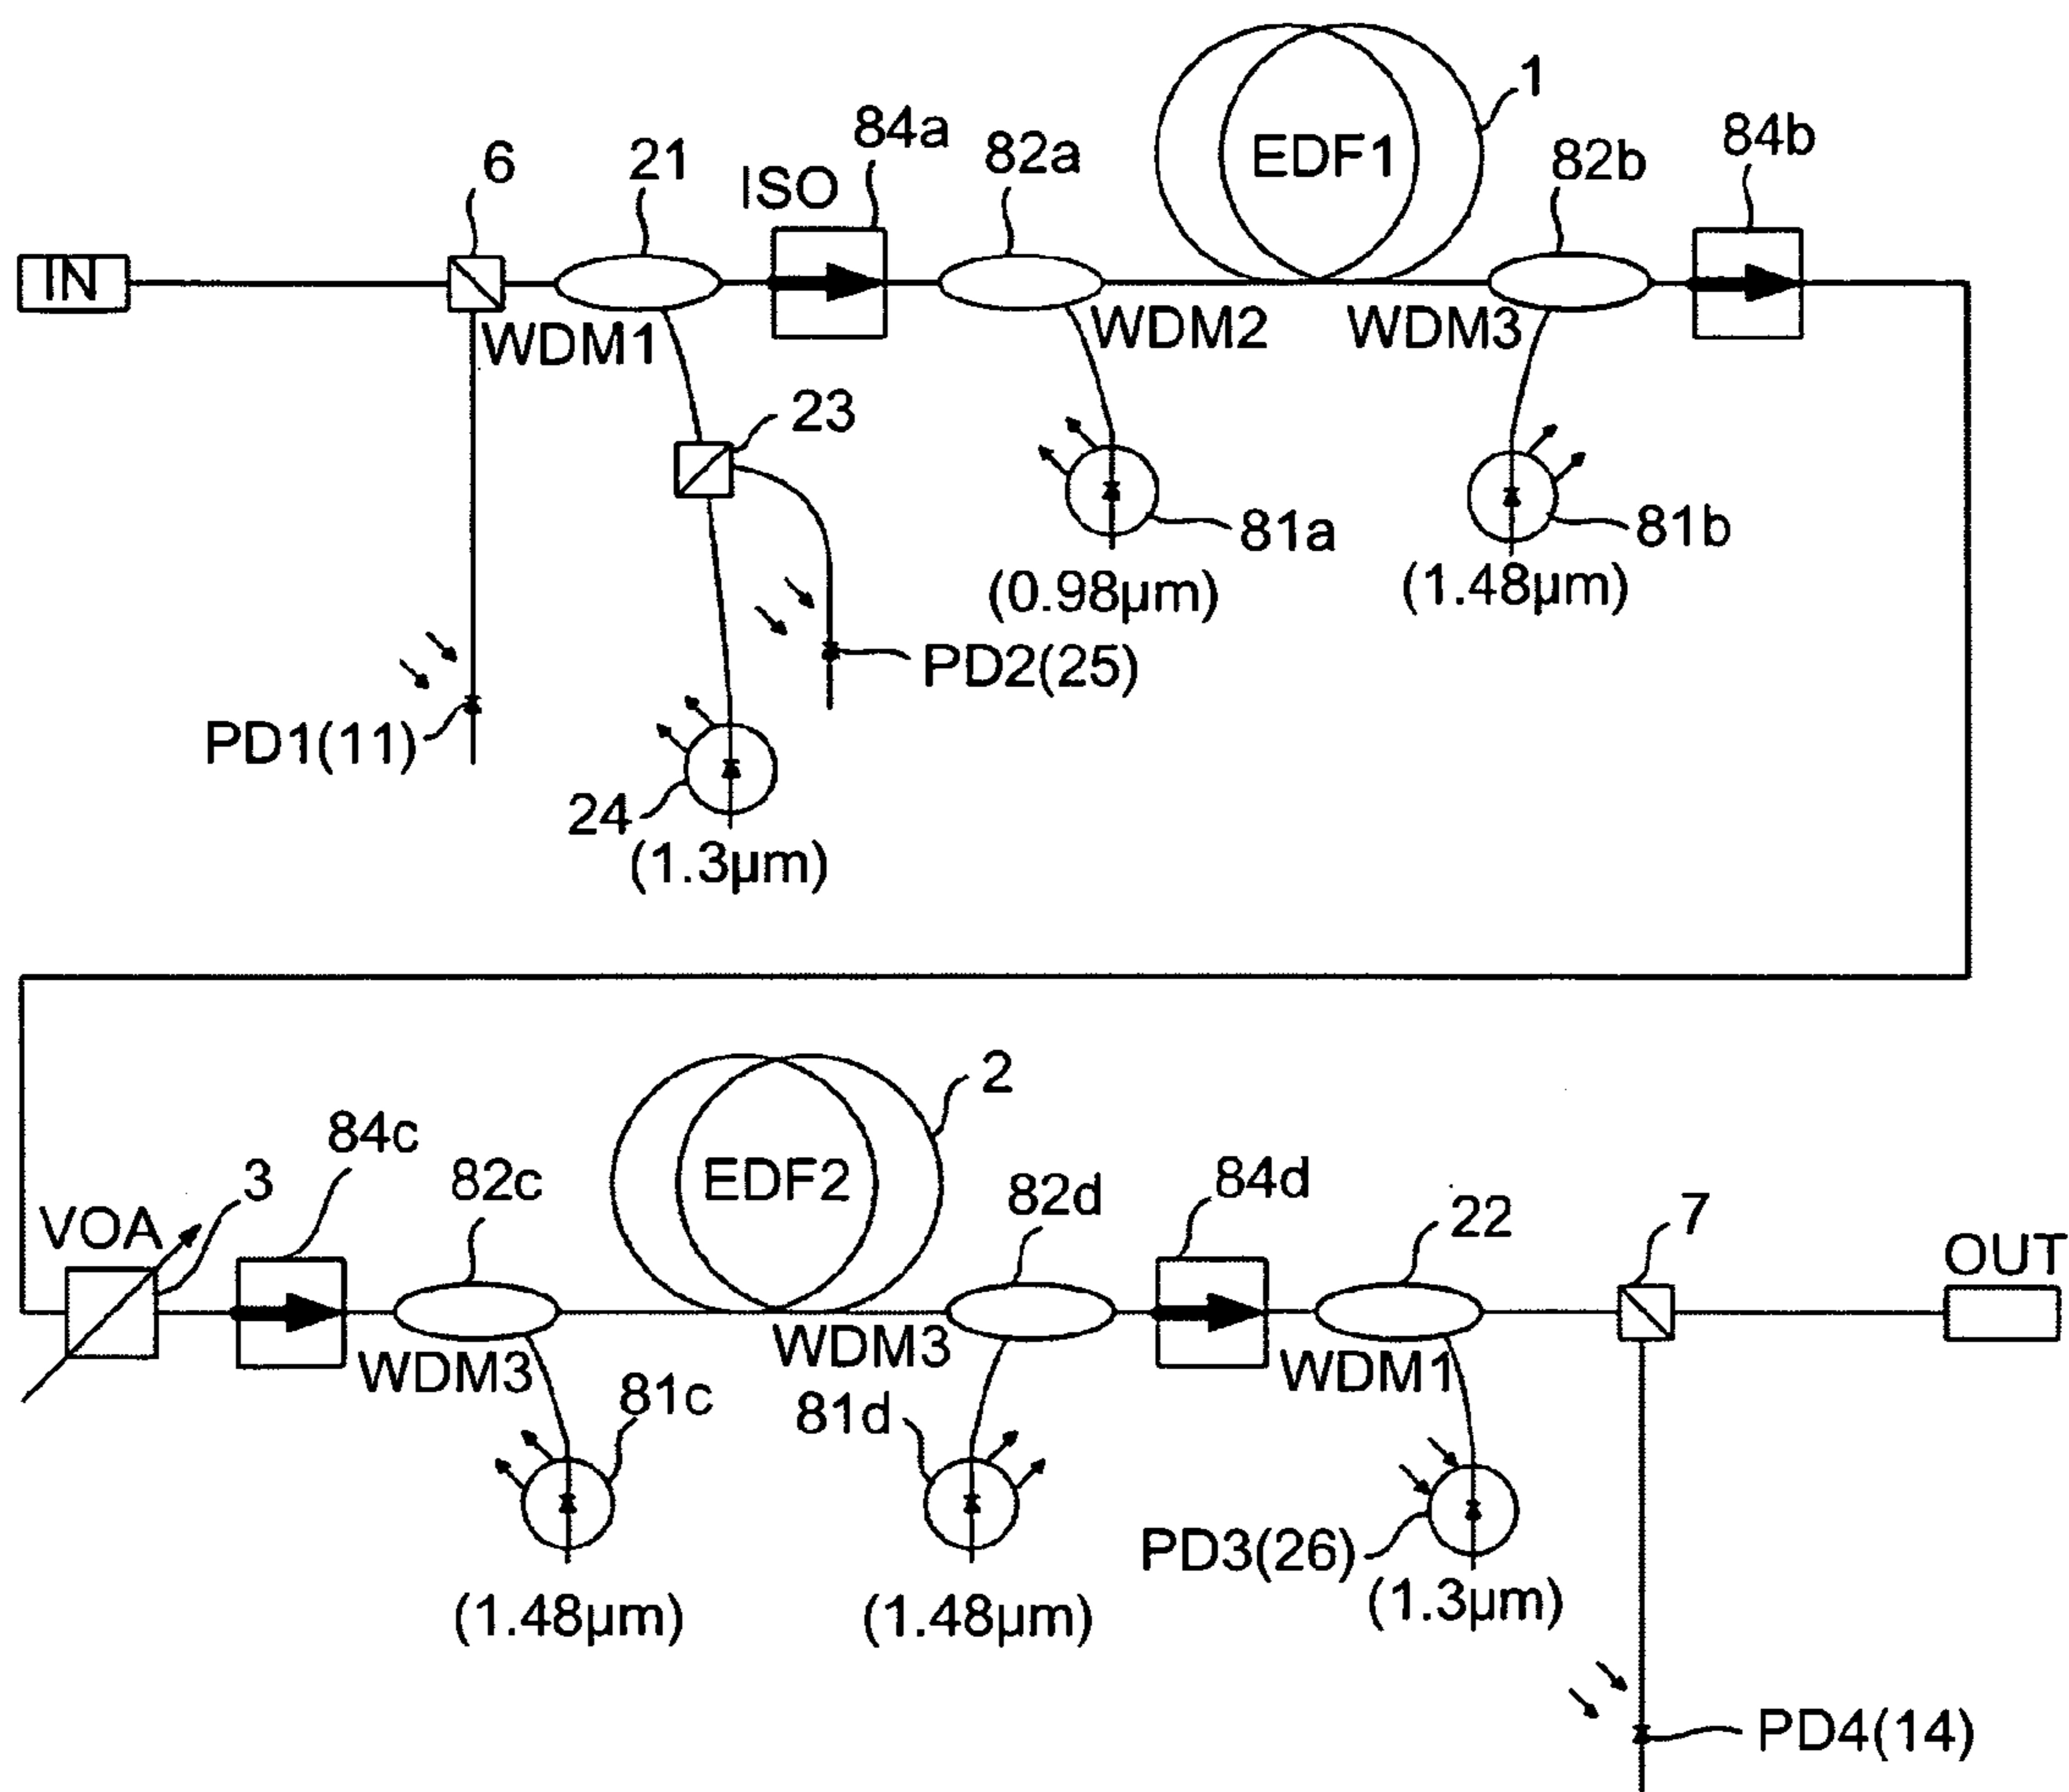 1
84a
84b
21
82a
6
82b
ISO
EDF1
IN
WDM1
WDM2
WDM3
23
81a
81b
(0.98μm)
(1.48μm)
PD2(25)
PD1(11)
24
(1.3μm)
2
84c
3
82c
EDF2
82d
84d
22
7
VOA
OUT
WDM3
WDM3
WDM1
81c
81d
PD3(26)
(1.48μm)
(1.48μm)
(1.3μm)
PD4(14)